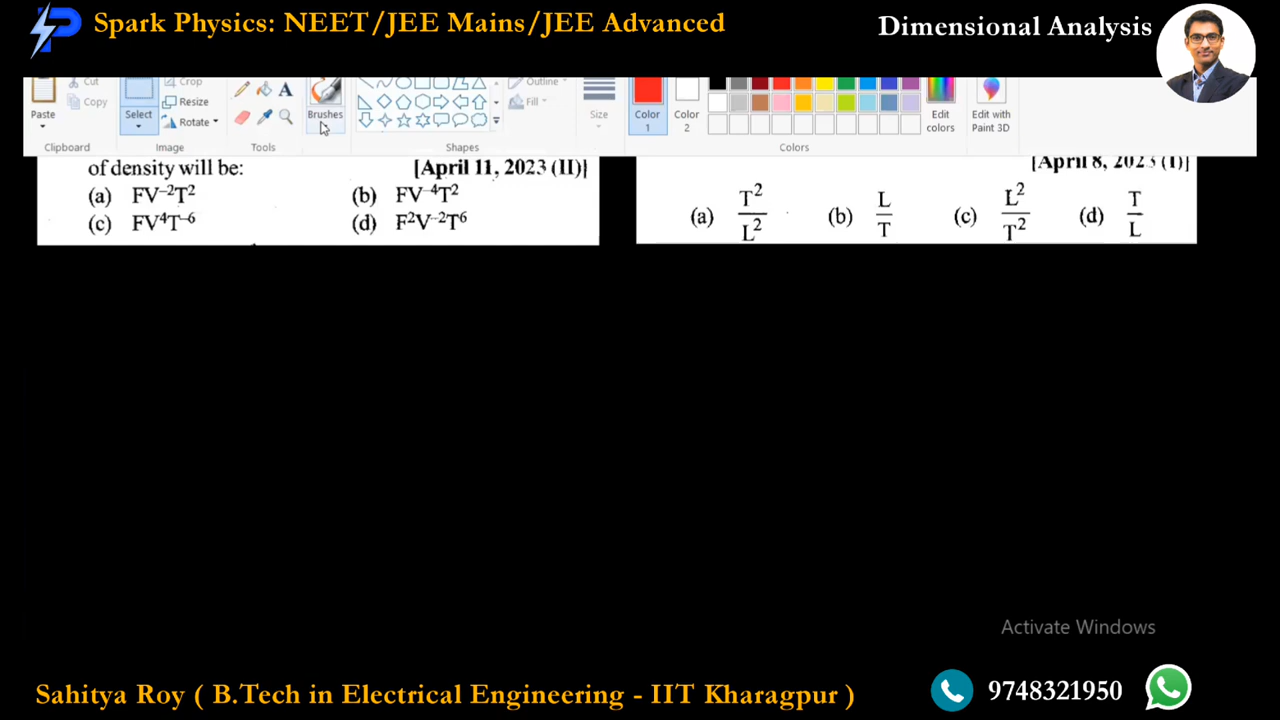 Spark Physics: NEET/JEE Mains/JEE Advanced
Dimensional Analysis
Cut
Copy
Paste
Clipboard
Crop
Select
Resize
Rotate
Image
Tools
Brushes
Outline
Fill
Shapes
Size
Color
1
Color
2
Edit
colors
Edit with
Paint 3D
Colors
of density will be: [April 11, 2023 (II)]
(a) FV⁻²T² (b) FV⁻⁴T²
(c) FV⁴T⁻⁶ (d) F²V⁻²T⁶
[April 8, 2023 (I)]
(a) T²/L² (b) L/T (c) L²/T² (d) T/L
Activate Windows
Sahitya Roy ( B.Tech in Electrical Engineering - IIT Kharagpur )
9748321950